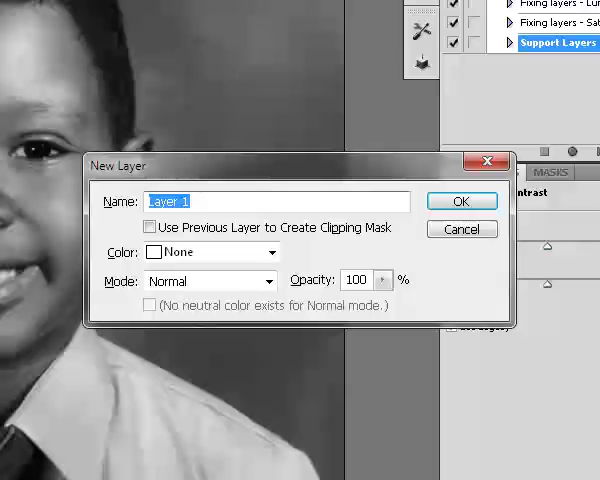 Fixing layers - Lur
Fixing layers - Sat
Support Layers
New Layer
MASKS
Name: Layer 1
OK
ntrast
Use Previous Layer to Create Clipping Mask
Cancel
Color: None
Mode: Normal
Opacity: 100 %
(No neutral color exists for Normal mode.)